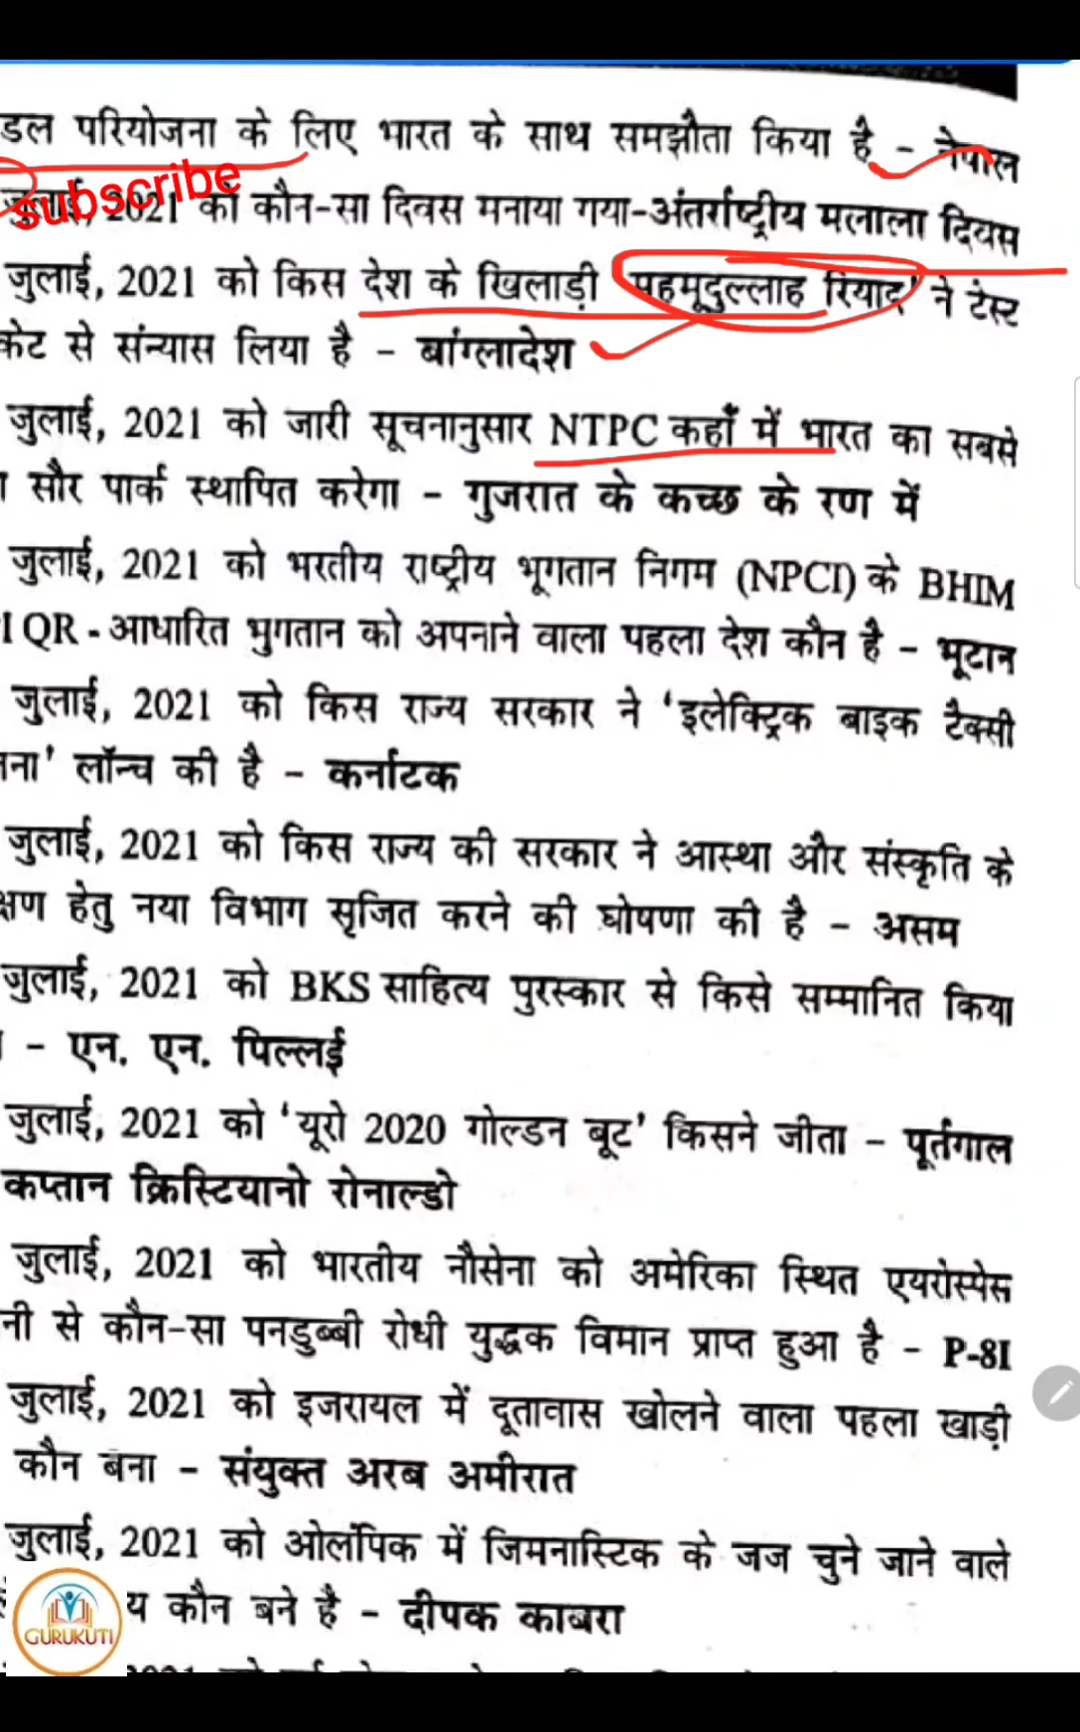 डल परियोजना के लिए भारत के साथ समझौता किया है - नेपाल
subscribe
जुलाई, 2021 को कौन-सा दिवस मनाया गया-अंतर्राष्ट्रीय मलाला दिवस
जुलाई, 2021 को किस देश के खिलाड़ी 'महमूदुल्लाह रियाद' ने टेस्ट
केट से संन्यास लिया है - बांग्लादेश
जुलाई, 2021 को जारी सूचनानुसार NTPC कहाँ में भारत का सबसे
सौर पार्क स्थापित करेगा - गुजरात के कच्छ के रण में
जुलाई, 2021 को भरतीय राष्ट्रीय भूगतान निगम (NPCI) के BHIM
I QR - आधारित भुगतान को अपनाने वाला पहला देश कौन है - भूटान
जुलाई, 2021 को किस राज्य सरकार ने 'इलेक्ट्रिक बाइक टैक्सी
ना' लॉन्च की है - कर्नाटक
जुलाई, 2021 को किस राज्य की सरकार ने आस्था और संस्कृति के
क्षण हेतु नया विभाग सृजित करने की घोषणा की है - असम
जुलाई, 2021 को BKS साहित्य पुरस्कार से किसे सम्मानित किया
- एन. एन. पिल्लई
जुलाई, 2021 को 'यूरो 2020 गोल्डन बूट' किसने जीता - पूर्तगाल
कप्तान क्रिस्टियानो रोनाल्डो
जुलाई, 2021 को भारतीय नौसेना को अमेरिका स्थित एयरोस्पेस
नी से कौन-सा पनडुब्बी रोधी युद्धक विमान प्राप्त हुआ है - P-8I
जुलाई, 2021 को इजरायल में दूतावास खोलने वाला पहला खाड़ी
कौन बना - संयुक्त अरब अमीरात
जुलाई, 2021 को ओलंपिक में जिमनास्टिक के जज चुने जाने वाले
य कौन बने है - दीपक काबरा
GURUKUTI